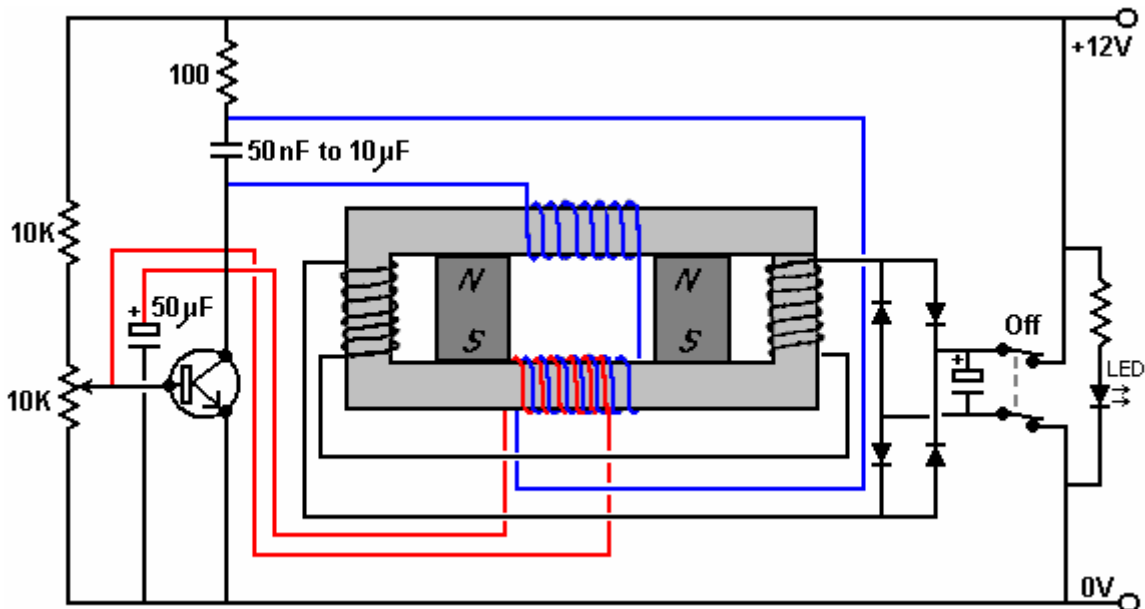 +12V
100
50nF to 10µF
10K
N
N
50µF
+
S
S
Off
+
LED
10K
0V